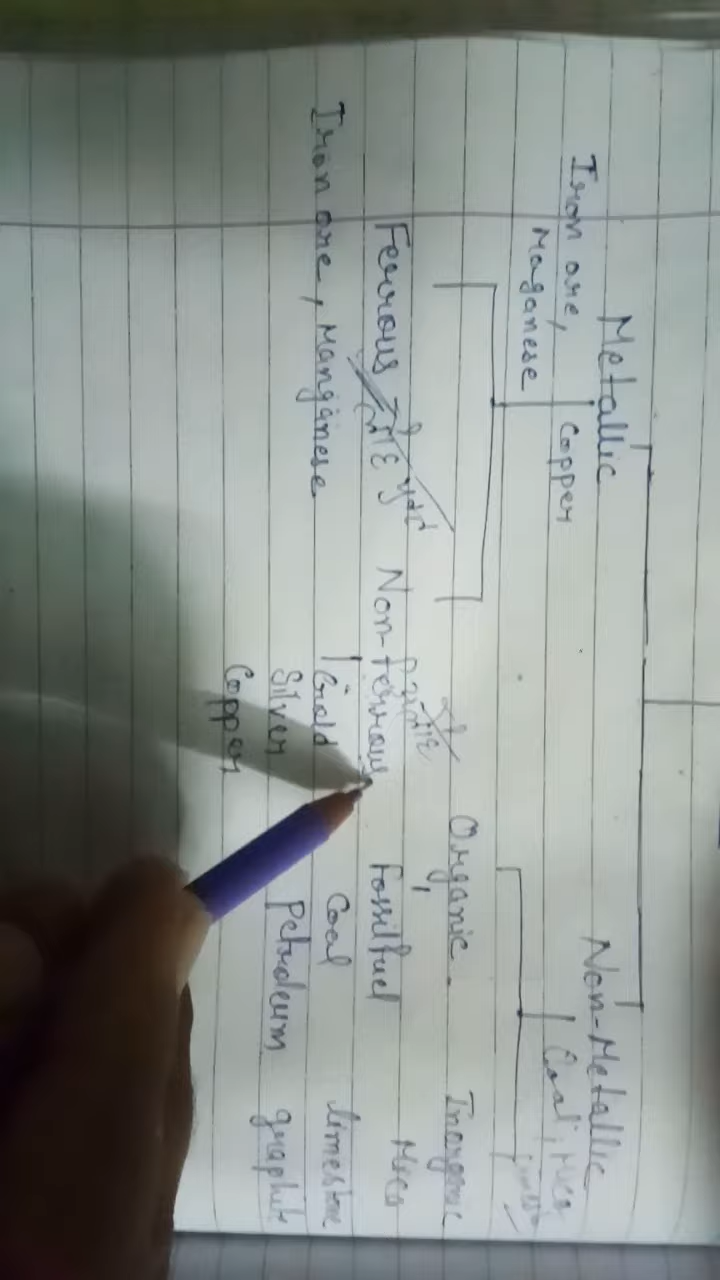 Metallic Non-Metallic
Iron ore, Copper Coal, Mica
Maganese
Organic Inorganic
Ferrous Non-ferrous Fossil fuel Mica
Iron ore, Manganese Gold Coal limestone
Silver Petroleum graphite
Copper